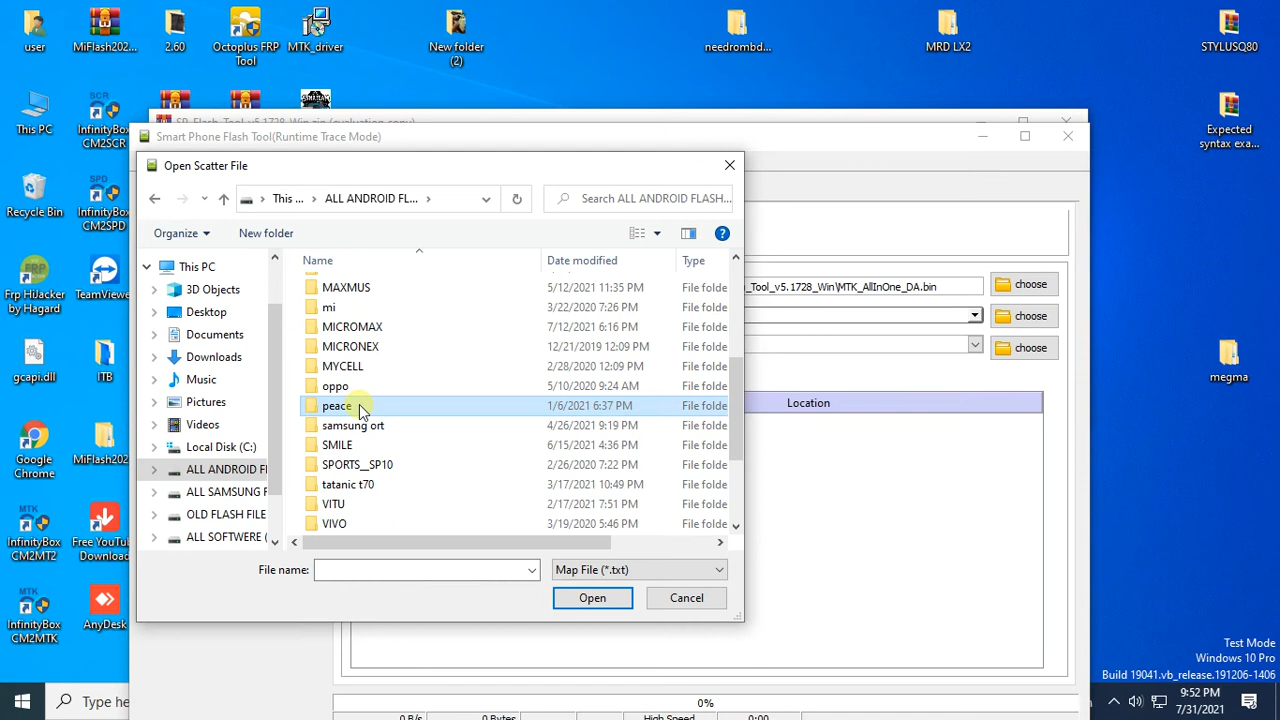 user
MiFlash202...
2.60
Octoplus FRP
Tool
MTK_driver
New folder
(2)
needrombd...
MRD LX2
STYLUSQ80
This PC
InfinityBox
CM2SCR
Expected
syntax exa...
Recycle Bin
InfinityBox
CM2SPD
Frp HiJacker
by Hagard
TeamViewer
gcapi.dll
ITB
megma
Google
Chrome
MiFlash202...
InfinityBox
CM2MT2
Free YouTub
Download
InfinityBox
CM2MTK
AnyDesk
Smart Phone Flash Tool(Runtime Trace Mode)
Open Scatter File
This ...
ALL ANDROID FL...
Search ALL ANDROID FLASH...
Organize
New folder
Name
Date modified
Type
This PC
3D Objects
Desktop
Documents
Downloads
Music
Pictures
Videos
Local Disk (C:)
ALL ANDROID FI
ALL SAMSUNG F
OLD FLASH FILE
ALL SOFTWERE (
MAXMUS 5/12/2021 11:35 PM File folde
mi 3/22/2020 7:26 PM File folde
MICROMAX 7/12/2021 6:16 PM File folde
MICRONEX 12/21/2019 12:09 PM File folde
MYCELL 2/28/2020 12:09 PM File folde
oppo 5/10/2020 9:24 AM File folde
peace 1/6/2021 6:37 PM File folde
samsung ort 4/26/2021 9:19 PM File folde
SMILE 6/15/2021 4:36 PM File folde
SPORTS__SP10 2/26/2020 7:22 PM File folde
tatanic t70 3/17/2021 10:49 PM File folde
VITU 2/17/2021 7:51 PM File folde
VIVO 3/19/2020 5:46 PM File folde
File name:
Map File (*.txt)
Open
Cancel
_Tool_v5.1728_Win\MTK_AllInOne_DA.bin
choose
choose
choose
Location
0%
0 B/s
0 Bytes
High Speed
0:00
Test Mode
Windows 10 Pro
Build 19041.vb_release.191206-1406
Type he
9:52 PM
7/31/2021